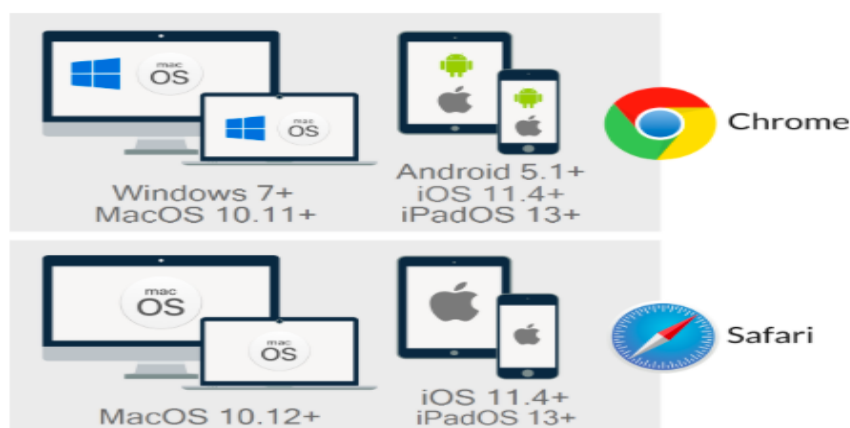 mac
OS
mac
OS
Windows 7+
MacOS 10.11+
Android 5.1+
iOS 11.4+
iPadOS 13+
Chrome
mac
OS
mac
OS
MacOS 10.12+
iOS 11.4+
iPadOS 13+
Safari